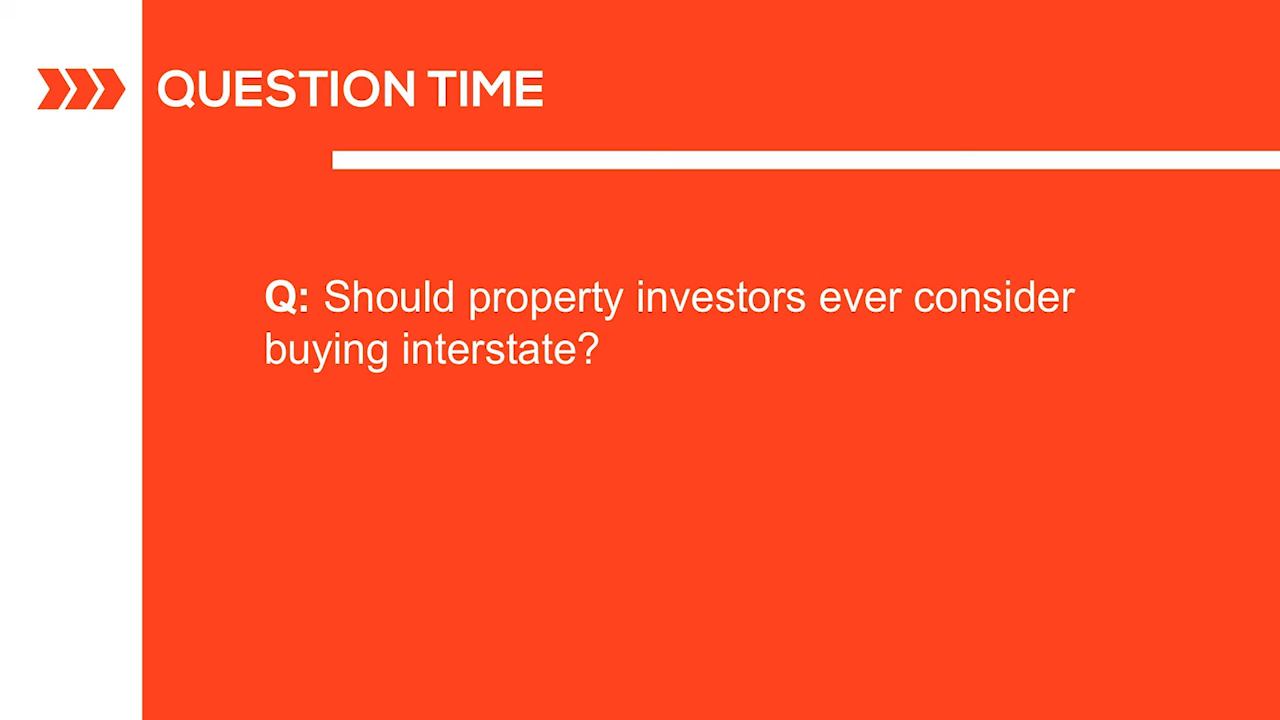 QUESTION TIME
Q: Should property investors ever consider
buying interstate?